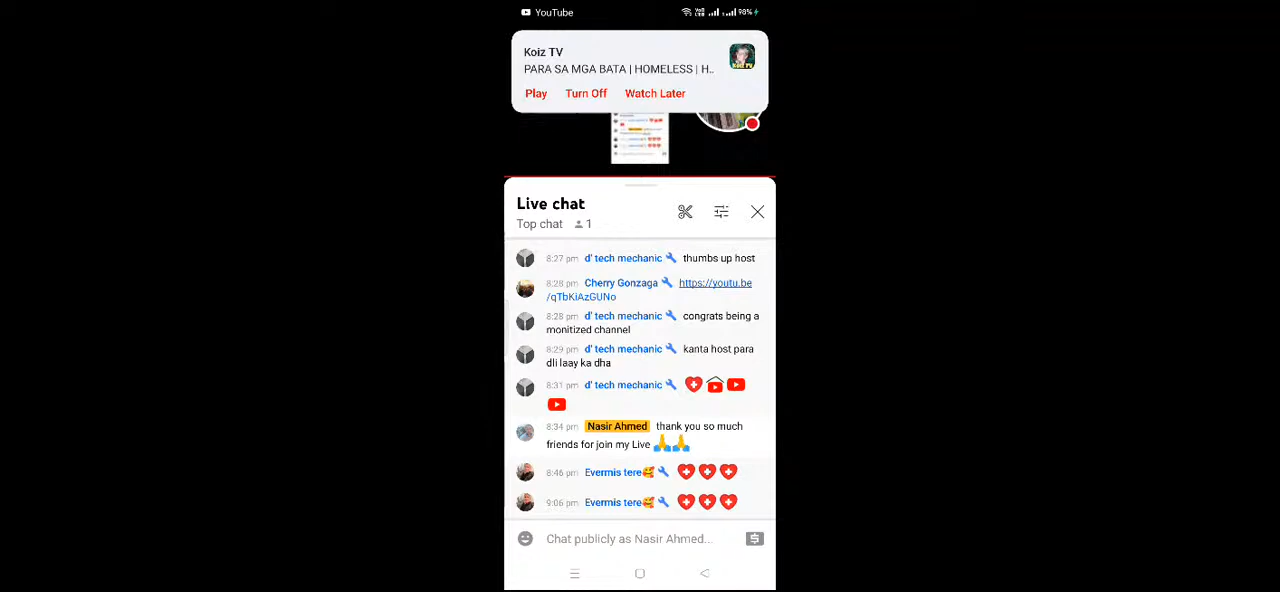 YouTube
98%
Koiz TV
PARA SA MGA BATA | HOMELESS | H..
Play Turn Off Watch Later
Live chat
Top chat 1
8:27 pm d' tech mechanic thumbs up host
8:28 pm Cherry Gonzaga https://youtu.be
/qTbKiAzGUNo
8:28 pm d' tech mechanic congrats being a
monitized channel
8:29 pm d' tech mechanic kanta host para
dli laay ka dha
8:31 pm d' tech mechanic
8:34 pm Nasir Ahmed thank you so much
friends for join my Live 🙏🙏
8:46 pm Evermis tere🥰
9:06 pm Evermis tere🥰
Chat publicly as Nasir Ahmed...